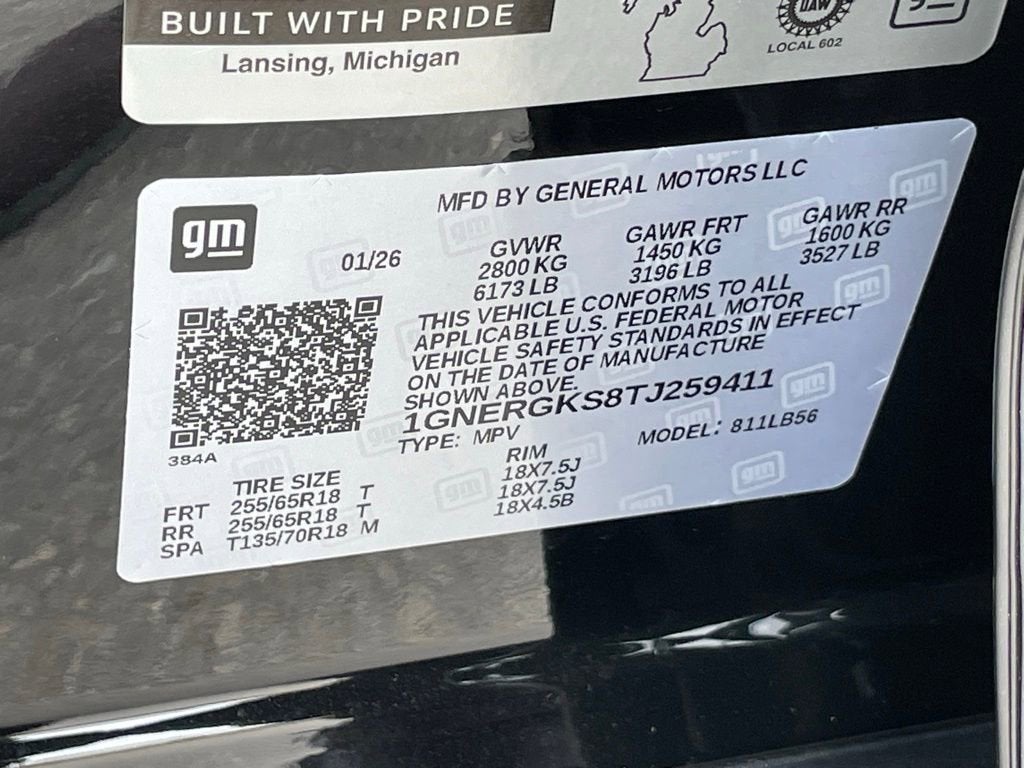 BUILT WITH PRIDE
Lansing, Michigan
UAW
LOCAL 602
gm
MFD BY GENERAL MOTORS LLC
01/26
GVWR GAWR FRT GAWR RR
2800 KG 1450 KG 1600 KG
6173 LB 3196 LB 3527 LB
THIS VEHICLE CONFORMS TO ALL
APPLICABLE U.S. FEDERAL MOTOR
VEHICLE SAFETY STANDARDS IN EFFECT
ON THE DATE OF MANUFACTURE
SHOWN ABOVE.
1GNERGKS8TJ259411
TYPE: MPV MODEL: 811LB56
384A
TIRE SIZE RIM
FRT 255/65R18 T 18X7.5J
RR 255/65R18 T 18X7.5J
SPA T135/70R18 M 18X4.5B